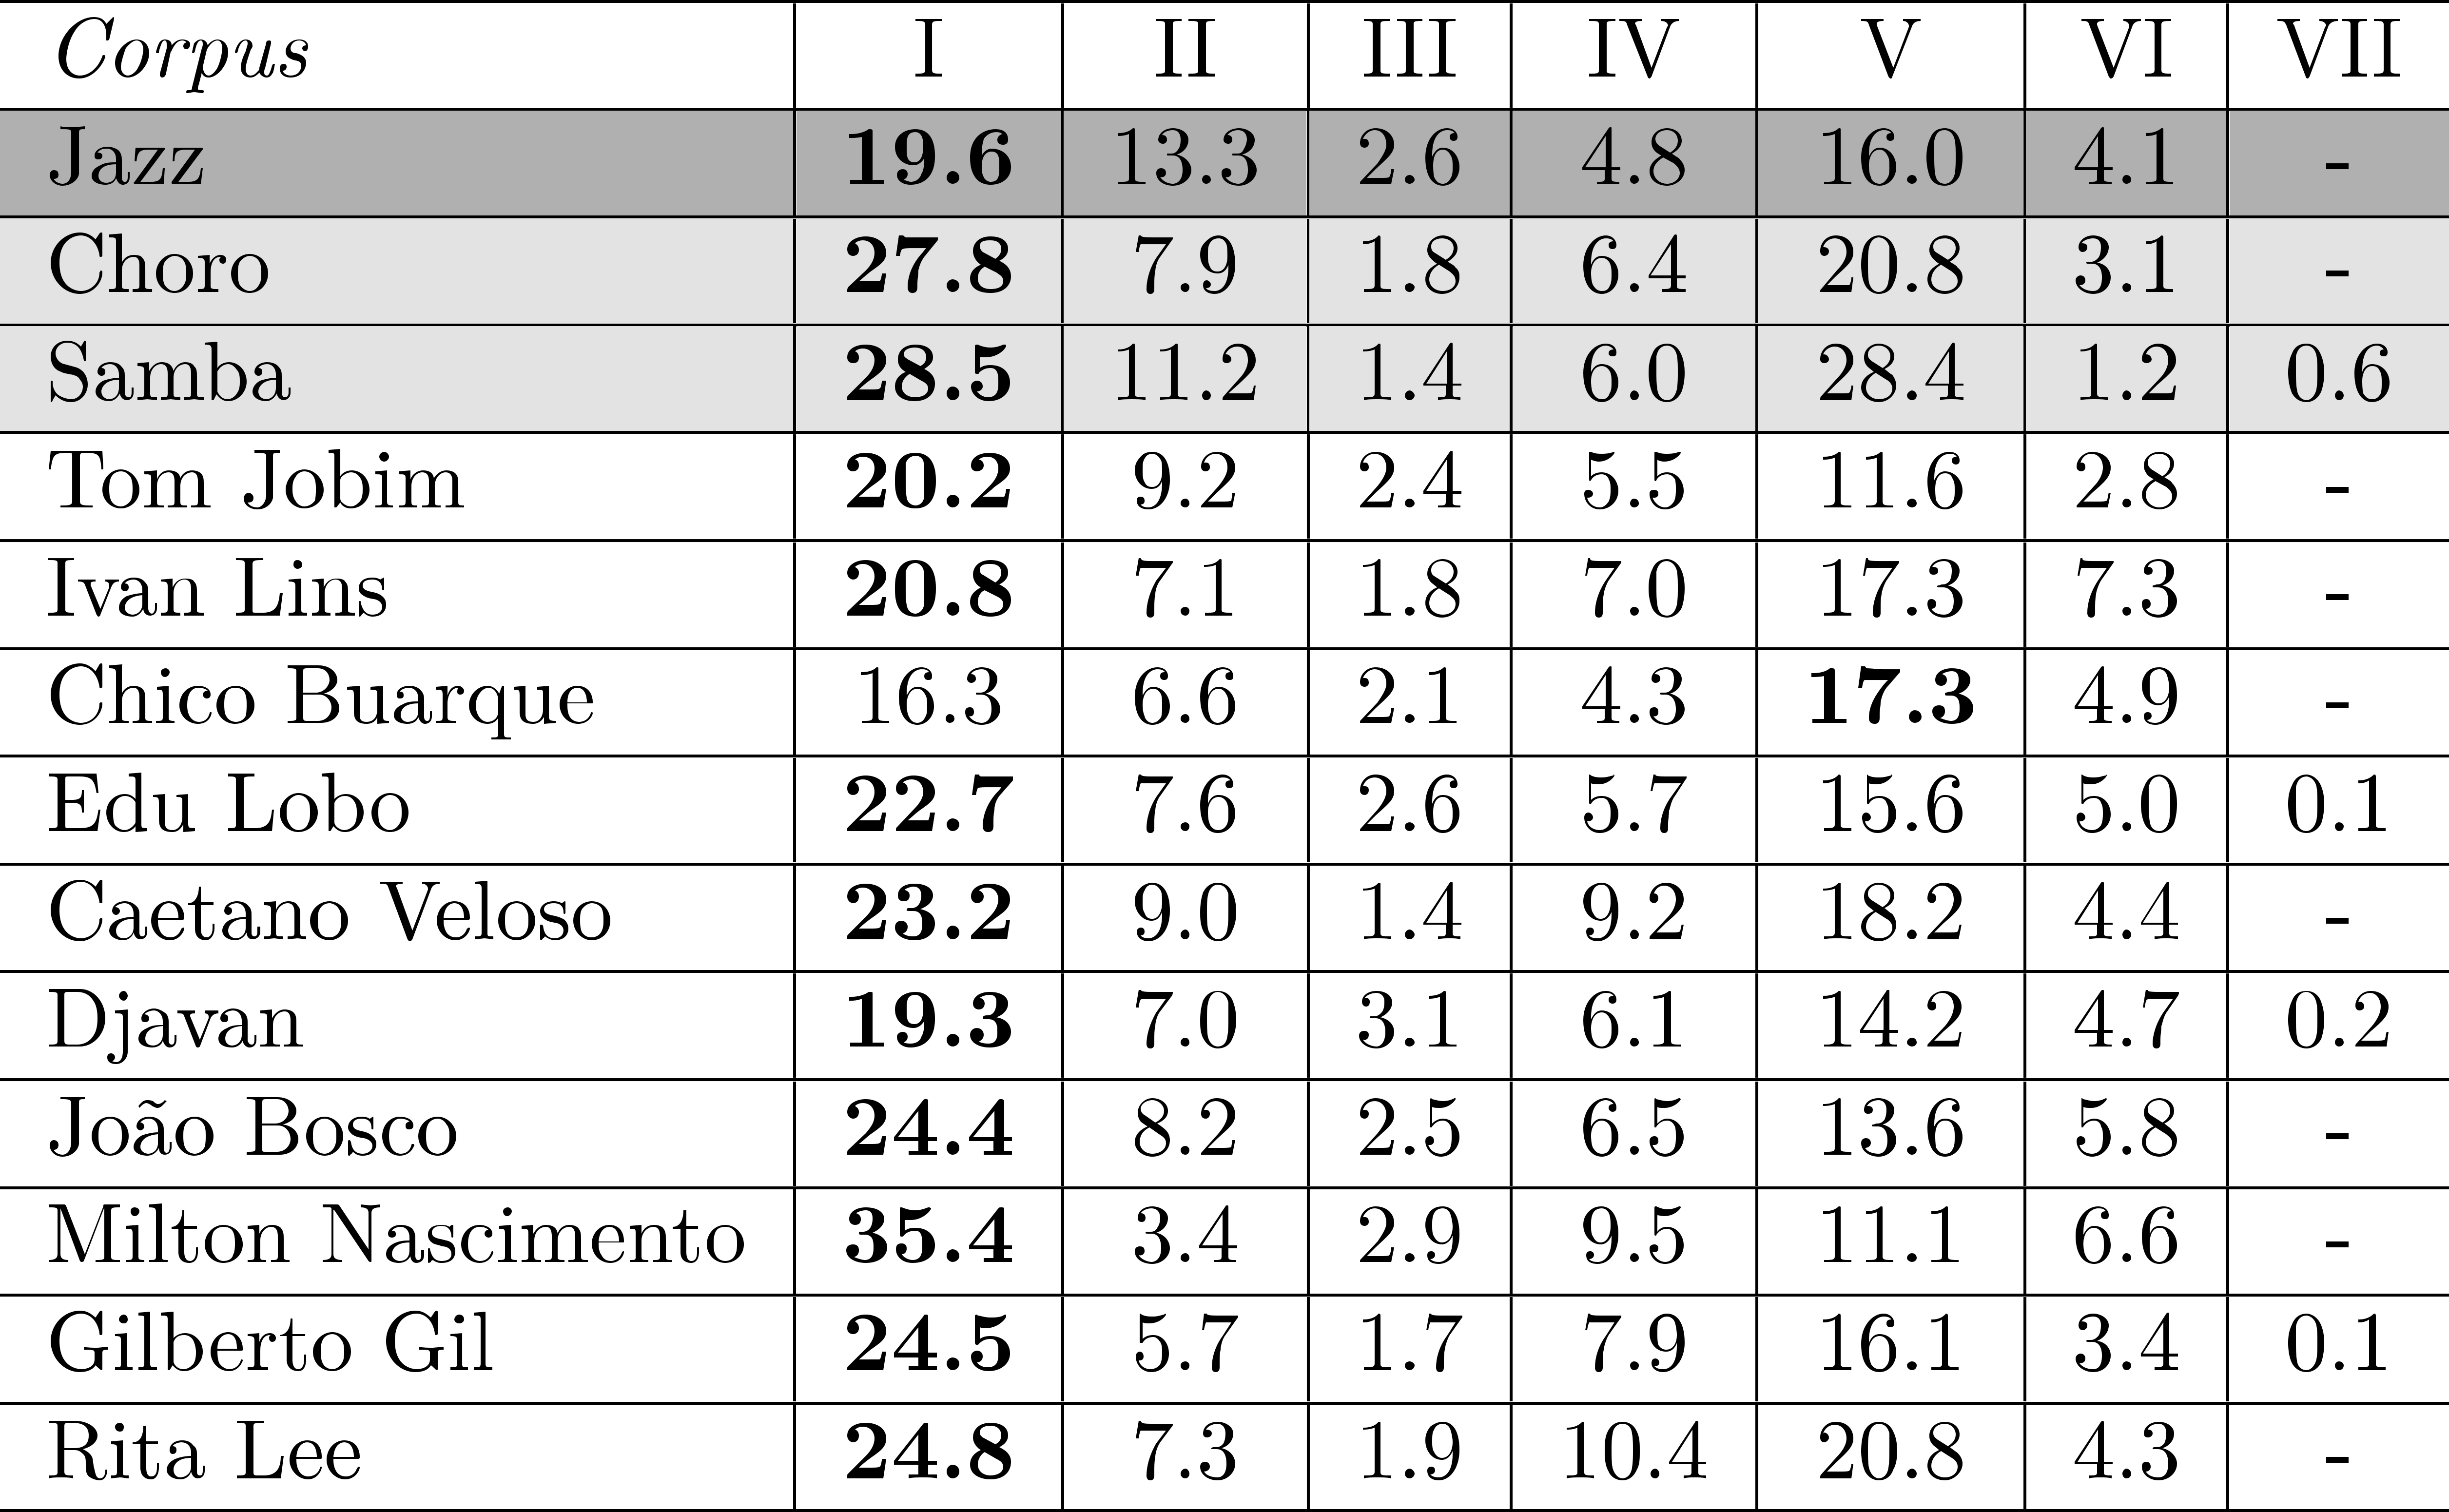 Corpus I II III IV V VI VII
Jazz 19.6 13.3 2.6 4.8 16.0 4.1 -
Choro 27.8 7.9 1.8 6.4 20.8 3.1 -
Samba 28.5 11.2 1.4 6.0 28.4 1.2 0.6
Tom Jobim 20.2 9.2 2.4 5.5 11.6 2.8 -
Ivan Lins 20.8 7.1 1.8 7.0 17.3 7.3 -
Chico Buarque 16.3 6.6 2.1 4.3 17.3 4.9 -
Edu Lobo 22.7 7.6 2.6 5.7 15.6 5.0 0.1
Caetano Veloso 23.2 9.0 1.4 9.2 18.2 4.4 -
Djavan 19.3 7.0 3.1 6.1 14.2 4.7 0.2
João Bosco 24.4 8.2 2.5 6.5 13.6 5.8 -
Milton Nascimento 35.4 3.4 2.9 9.5 11.1 6.6 -
Gilberto Gil 24.5 5.7 1.7 7.9 16.1 3.4 0.1
Rita Lee 24.8 7.3 1.9 10.4 20.8 4.3 -